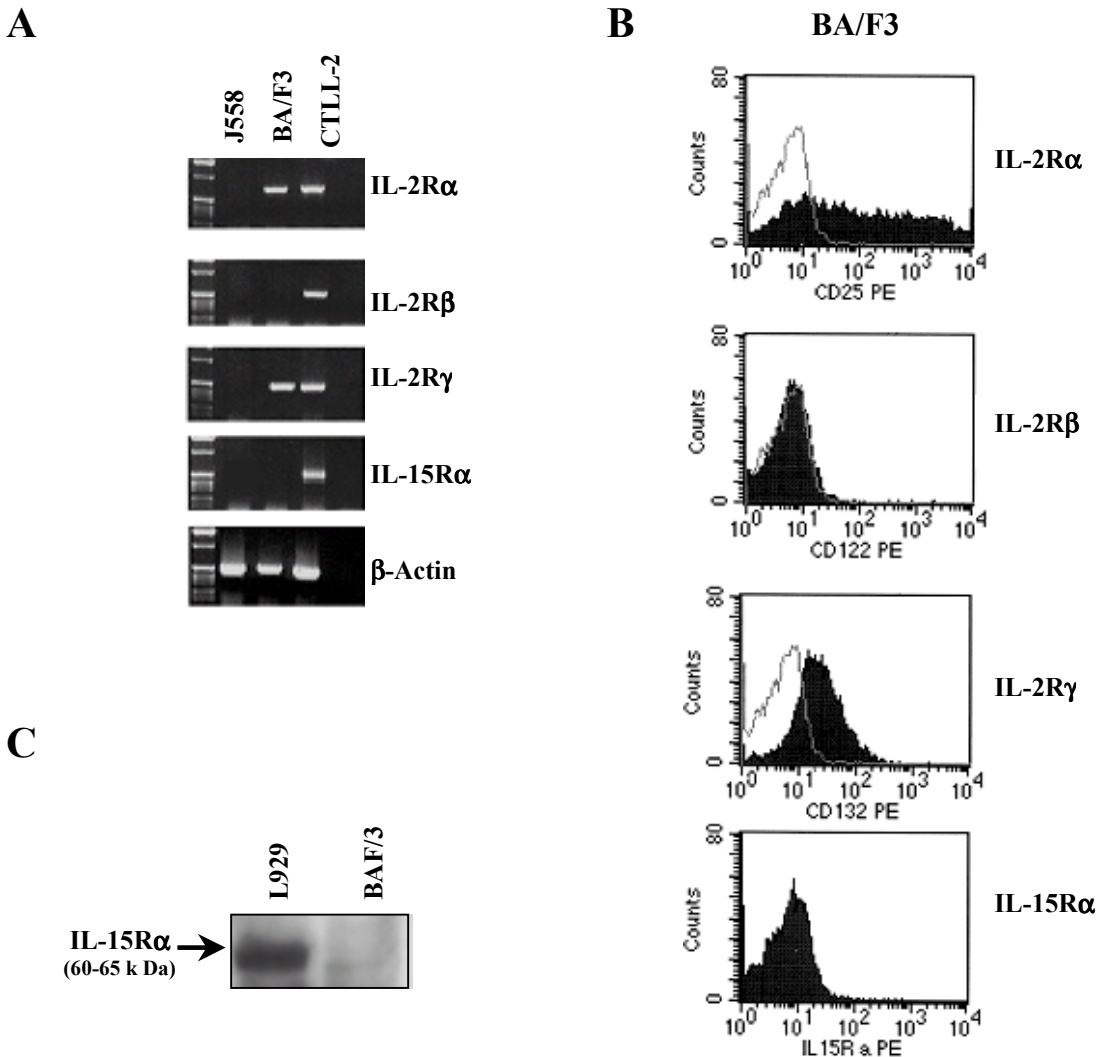 A
J558
BA/F3
CTLL-2
IL-2Rα
IL-2Rβ
IL-2Rγ
IL-15Rα
β-Actin
B
BA/F3
80
Counts
0
10⁰ 10¹ 10² 10³ 10⁴
CD25 PE
IL-2Rα
80
Counts
0
10⁰ 10¹ 10² 10³ 10⁴
CD122 PE
IL-2Rβ
80
Counts
0
10⁰ 10¹ 10² 10³ 10⁴
CD132 PE
IL-2Rγ
80
Counts
0
10⁰ 10¹ 10² 10³ 10⁴
IL15R a PE
IL-15Rα
C
L929
BAF/3
IL-15Rα
(60-65 k Da)